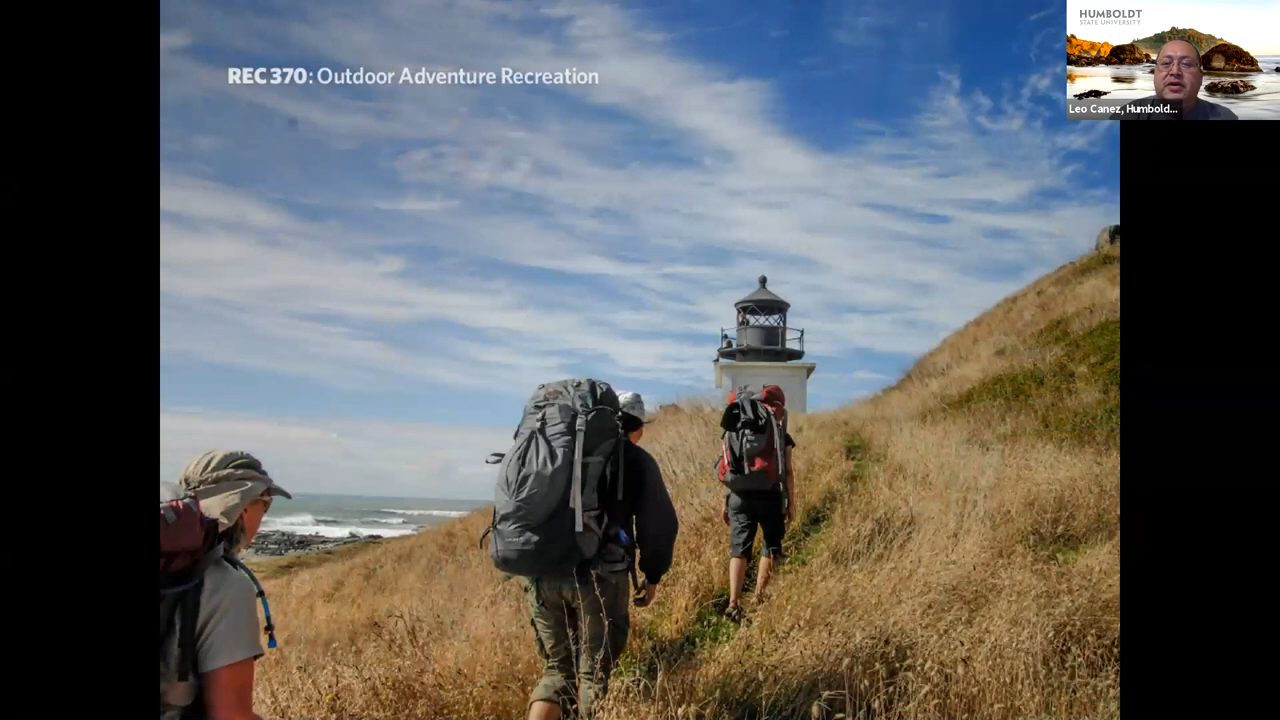 REC 370: Outdoor Adventure Recreation
HUMBOLDT
STATE UNIVERSITY
Leo Canez, Humbold...